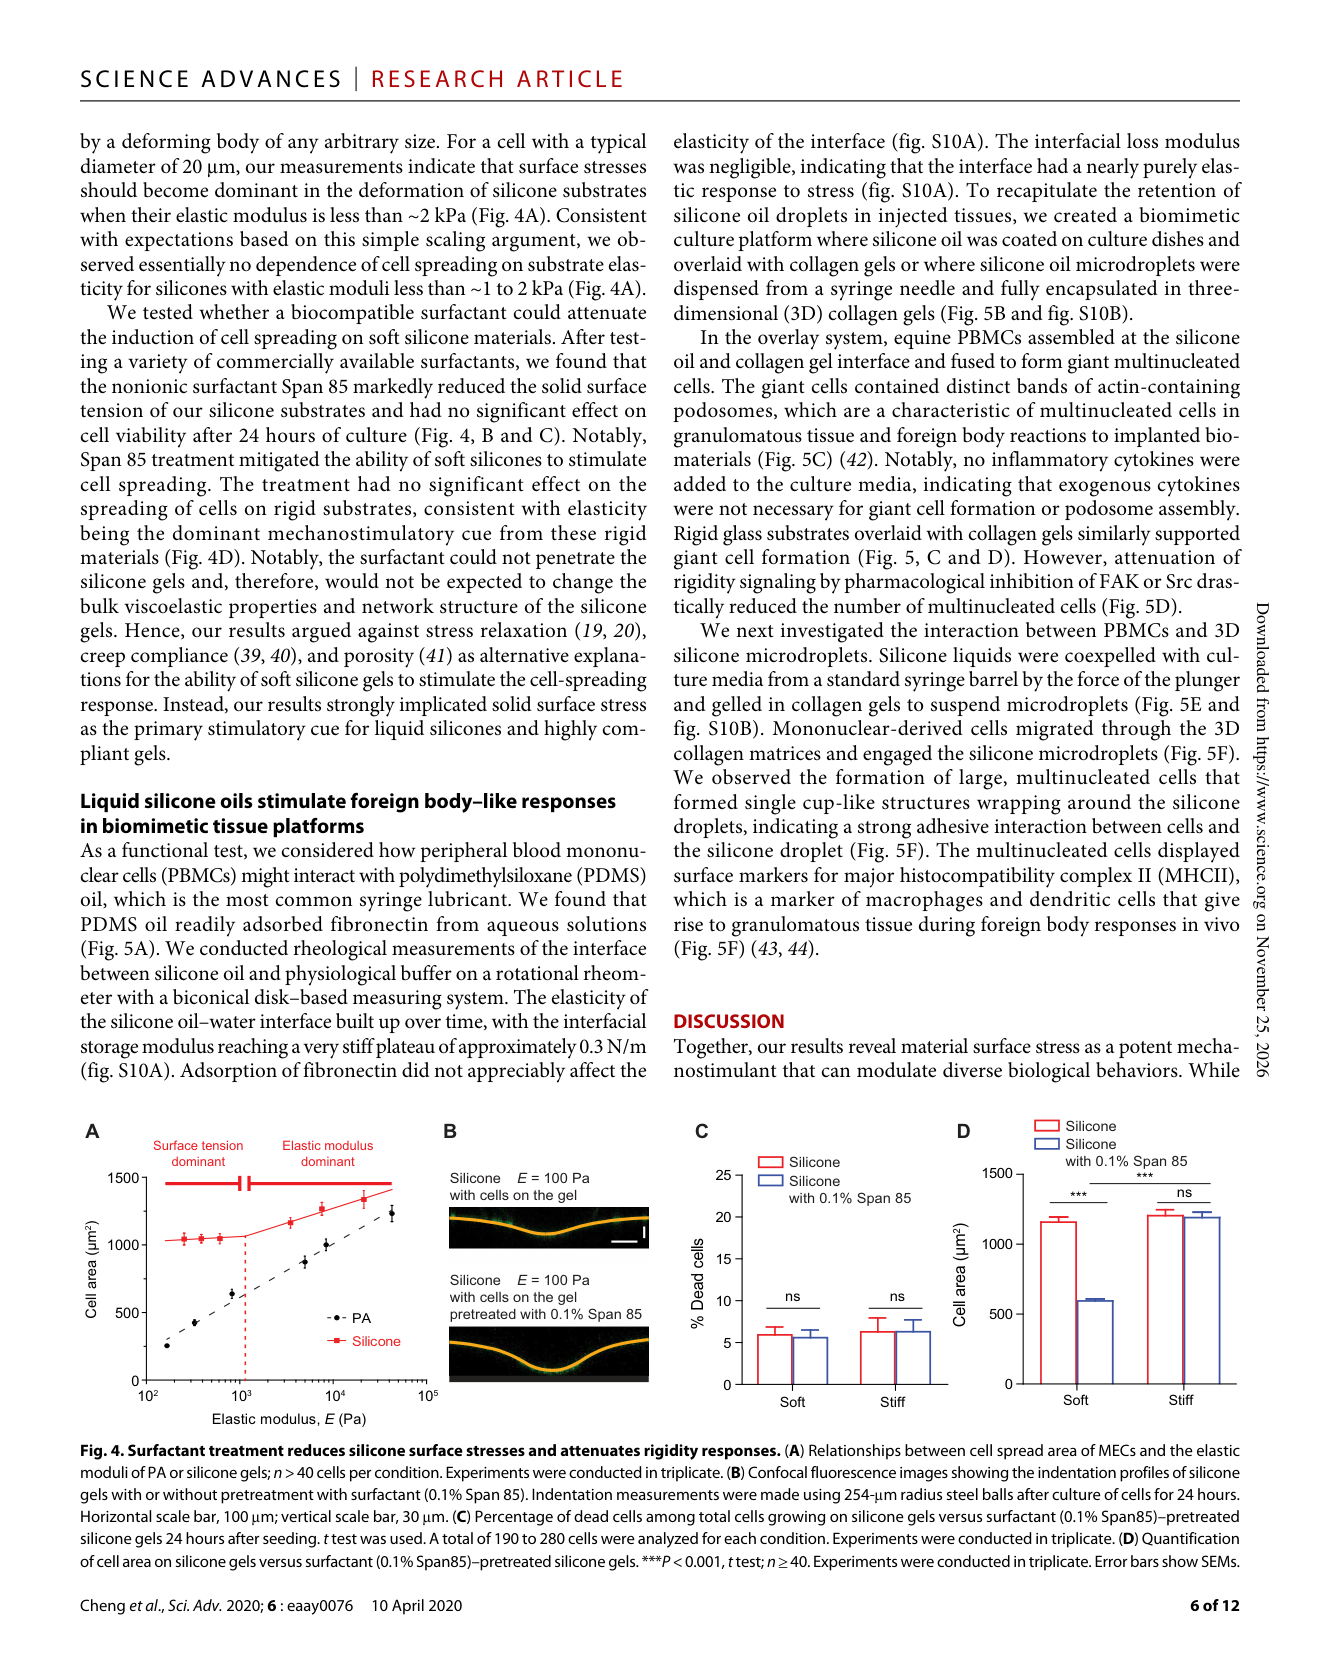 SCIENCE ADVANCES | RESEARCH ARTICLE
by a deforming body of any arbitrary size. For a cell with a typical
diameter of 20 μm, our measurements indicate that surface stresses
should become dominant in the deformation of silicone substrates
when their elastic modulus is less than ~2 kPa (Fig. 4A). Consistent
with expectations based on this simple scaling argument, we ob-
served essentially no dependence of cell spreading on substrate elas-
ticity for silicones with elastic moduli less than ~1 to 2 kPa (Fig. 4A).
We tested whether a biocompatible surfactant could attenuate
the induction of cell spreading on soft silicone materials. After test-
ing a variety of commercially available surfactants, we found that
the nonionic surfactant Span 85 markedly reduced the solid surface
tension of our silicone substrates and had no significant effect on
cell viability after 24 hours of culture (Fig. 4, B and C). Notably,
Span 85 treatment mitigated the ability of soft silicones to stimulate
cell spreading. The treatment had no significant effect on the
spreading of cells on rigid substrates, consistent with elasticity
being the dominant mechanostimulatory cue from these rigid
materials (Fig. 4D). Notably, the surfactant could not penetrate the
silicone gels and, therefore, would not be expected to change the
bulk viscoelastic properties and network structure of the silicone
gels. Hence, our results argued against stress relaxation (19, 20),
creep compliance (39, 40), and porosity (41) as alternative explana-
tions for the ability of soft silicone gels to stimulate the cell-spreading
response. Instead, our results strongly implicated solid surface stress
as the primary stimulatory cue for liquid silicones and highly com-
pliant gels.
Liquid silicone oils stimulate foreign body–like responses
in biomimetic tissue platforms
As a functional test, we considered how peripheral blood mononu-
clear cells (PBMCs) might interact with polydimethylsiloxane (PDMS)
oil, which is the most common syringe lubricant. We found that
PDMS oil readily adsorbed fibronectin from aqueous solutions
(Fig. 5A). We conducted rheological measurements of the interface
between silicone oil and physiological buffer on a rotational rheom-
eter with a biconical disk–based measuring system. The elasticity of
the silicone oil–water interface built up over time, with the interfacial
storage modulus reaching a very stiff plateau of approximately 0.3 N/m
(fig. S10A). Adsorption of fibronectin did not appreciably affect the
elasticity of the interface (fig. S10A). The interfacial loss modulus
was negligible, indicating that the interface had a nearly purely elas-
tic response to stress (fig. S10A). To recapitulate the retention of
silicone oil droplets in injected tissues, we created a biomimetic
culture platform where silicone oil was coated on culture dishes and
overlaid with collagen gels or where silicone oil microdroplets were
dispensed from a syringe needle and fully encapsulated in three-
dimensional (3D) collagen gels (Fig. 5B and fig. S10B).
In the overlay system, equine PBMCs assembled at the silicone
oil and collagen gel interface and fused to form giant multinucleated
cells. The giant cells contained distinct bands of actin-containing
podosomes, which are a characteristic of multinucleated cells in
granulomatous tissue and foreign body reactions to implanted bio-
materials (Fig. 5C) (42). Notably, no inflammatory cytokines were
added to the culture media, indicating that exogenous cytokines
were not necessary for giant cell formation or podosome assembly.
Rigid glass substrates overlaid with collagen gels similarly supported
giant cell formation (Fig. 5, C and D). However, attenuation of
rigidity signaling by pharmacological inhibition of FAK or Src dras-
tically reduced the number of multinucleated cells (Fig. 5D).
We next investigated the interaction between PBMCs and 3D
silicone microdroplets. Silicone liquids were coexpelled with cul-
ture media from a standard syringe barrel by the force of the plunger
and gelled in collagen gels to suspend microdroplets (Fig. 5E and
fig. S10B). Mononuclear-derived cells migrated through the 3D
collagen matrices and engaged the silicone microdroplets (Fig. 5F).
We observed the formation of large, multinucleated cells that
formed single cup-like structures wrapping around the silicone
droplets, indicating a strong adhesive interaction between cells and
the silicone droplet (Fig. 5F). The multinucleated cells displayed
surface markers for major histocompatibility complex II (MHCII),
which is a marker of macrophages and dendritic cells that give
rise to granulomatous tissue during foreign body responses in vivo
(Fig. 5F) (43, 44).
DISCUSSION
Together, our results reveal material surface stress as a potent mecha-
nostimulant that can modulate diverse biological behaviors. While
Downloaded from https://www.science.org on November 25, 2026
A
Surface tension
dominant
Elastic modulus
dominant
1500
1000
500
0
Cell area (μm²)
PA
Silicone
10² 10³ 10⁴ 10⁵
Elastic modulus, E (Pa)
B
Silicone E = 100 Pa
with cells on the gel
Silicone E = 100 Pa
with cells on the gel
pretreated with 0.1% Span 85
C
Silicone
Silicone
with 0.1% Span 85
25
20
15
10
5
0
% Dead cells
ns ns
Soft Stiff
D
Silicone
Silicone
with 0.1% Span 85
***
*** ns
1500
1000
500
0
Cell area (μm²)
Soft Stiff
Fig. 4. Surfactant treatment reduces silicone surface stresses and attenuates rigidity responses. (A) Relationships between cell spread area of MECs and the elastic
moduli of PA or silicone gels; n > 40 cells per condition. Experiments were conducted in triplicate. (B) Confocal fluorescence images showing the indentation profiles of silicone
gels with or without pretreatment with surfactant (0.1% Span 85). Indentation measurements were made using 254-μm radius steel balls after culture of cells for 24 hours.
Horizontal scale bar, 100 μm; vertical scale bar, 30 μm. (C) Percentage of dead cells among total cells growing on silicone gels versus surfactant (0.1% Span85)–pretreated
silicone gels 24 hours after seeding. t test was used. A total of 190 to 280 cells were analyzed for each condition. Experiments were conducted in triplicate. (D) Quantification
of cell area on silicone gels versus surfactant (0.1% Span85)–pretreated silicone gels. ***P < 0.001, t test; n ≥ 40. Experiments were conducted in triplicate. Error bars show SEMs.
Cheng et al., Sci. Adv. 2020; 6 : eaay0076 10 April 2020
6 of 12